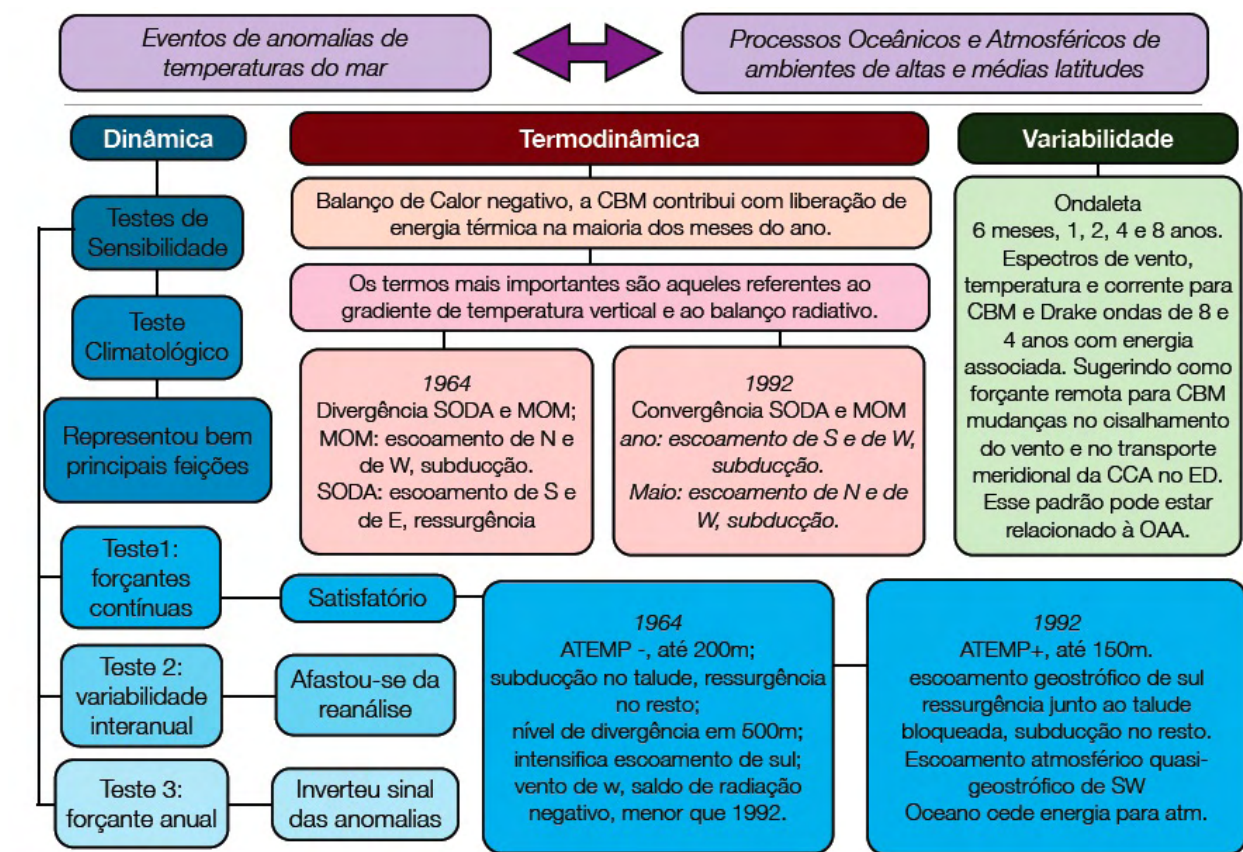 Eventos de anomalias de
temperaturas do mar
Processos Oceânicos e Atmosféricos de
ambientes de altas e médias latitudes
Dinâmica
Testes de
Sensibilidade
Teste
Climatológico
Representou bem
principais feições
Termodinâmica
Balanço de Calor negativo, a CBM contribui com liberação de
energia térmica na maioria dos meses do ano.
Os termos mais importantes são aqueles referentes ao
gradiente de temperatura vertical e ao balanço radiativo.
1964
Divergência SODA e MOM;
MOM: escoamento de N e
de W, subducção.
SODA: escoamento de S e
de E, ressurgência
1992
Convergência SODA e MOM
ano: escoamento de S e de W,
subducção.
Maio: escoamento de N e de
W, subducção.
Variabilidade
Ondaleta
6 meses, 1, 2, 4 e 8 anos.
Espectros de vento,
temperatura e corrente para
CBM e Drake ondas de 8 e
4 anos com energia
associada. Sugerindo como
forçante remota para CBM
mudanças no cisalhamento
do vento e no transporte
meridional da CCA no ED.
Esse padrão pode estar
relacionado à OAA.
Teste1:
forçantes
contínuas
Satisfatório
Teste 2:
variabilidade
interanual
Afastou-se da
reanálise
Teste 3:
forçante anual
Inverteu sinal
das anomalias
1964
ATEMP -, até 200m;
subducção no talude, ressurgência
no resto;
nível de divergência em 500m;
intensifica escoamento de sul;
vento de w, saldo de radiação
negativo, menor que 1992.
1992
ATEMP+, até 150m.
escoamento geostrófico de sul
ressurgência junto ao talude
bloqueada, subducção no resto.
Escoamento atmosférico quasi-
geostrófico de SW
Oceano cede energia para atm.